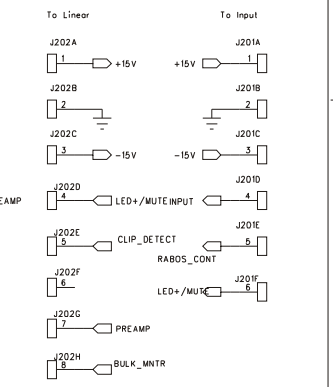 To Linear To Input
J202A J201A
1 +15V +15V 1
J202B J201B
2 2
J202C J201C
3 -15V -15V 3
J202D J201D
EAMP 4 LED+/MUTE INPUT 4
J202E J201E
5 CLIP_DETECT 5
RABOS_CONT
J202F J201F
6 LED+/MUTE 6
J202G
7 PREAMP
J202H
8 BULK_MNTR